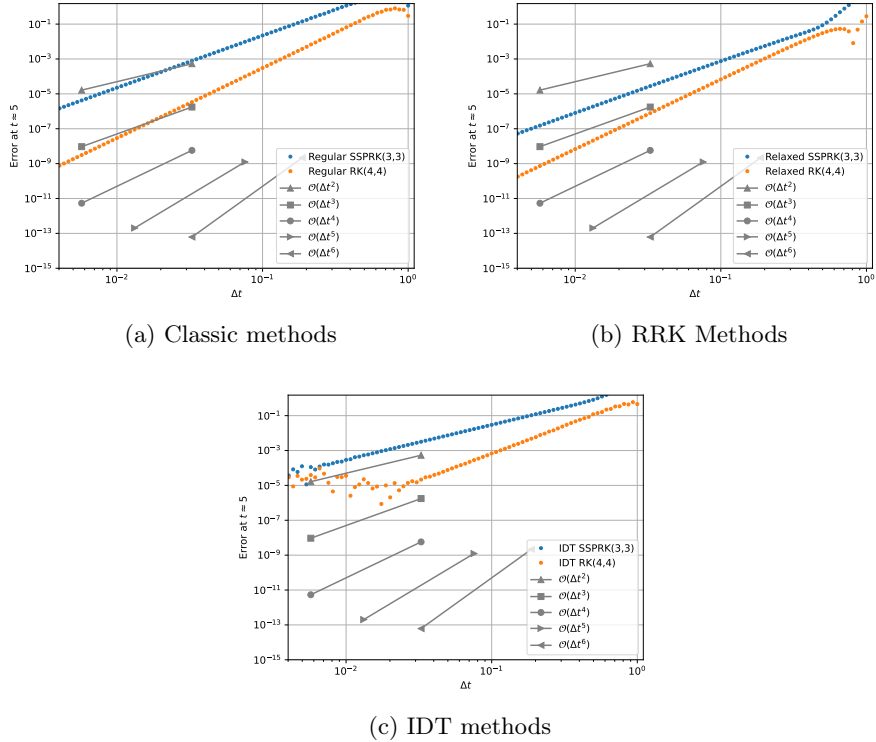 10⁻¹
10⁻³
10⁻⁵
10⁻⁷
10⁻⁹
10⁻¹¹
10⁻¹³
10⁻¹⁵
Error at t ≈ 5
Regular SSPRK(3,3)
Regular RK(4,4)
𝒪(Δt²)
𝒪(Δt³)
𝒪(Δt⁴)
𝒪(Δt⁵)
𝒪(Δt⁶)
10⁻² 10⁻¹ 10⁰
Δt
(a) Classic methods
10⁻¹
10⁻³
10⁻⁵
10⁻⁷
10⁻⁹
10⁻¹¹
10⁻¹³
10⁻¹⁵
Error at t ≈ 5
Relaxed SSPRK(3,3)
Relaxed RK(4,4)
𝒪(Δt²)
𝒪(Δt³)
𝒪(Δt⁴)
𝒪(Δt⁵)
𝒪(Δt⁶)
10⁻² 10⁻¹ 10⁰
Δt
(b) RRK Methods
10⁻¹
10⁻³
10⁻⁵
10⁻⁷
10⁻⁹
10⁻¹¹
10⁻¹³
10⁻¹⁵
Error at t ≈ 5
IDT SSPRK(3,3)
IDT RK(4,4)
𝒪(Δt²)
𝒪(Δt³)
𝒪(Δt⁴)
𝒪(Δt⁵)
𝒪(Δt⁶)
10⁻² 10⁻¹ 10⁰
Δt
(c) IDT methods